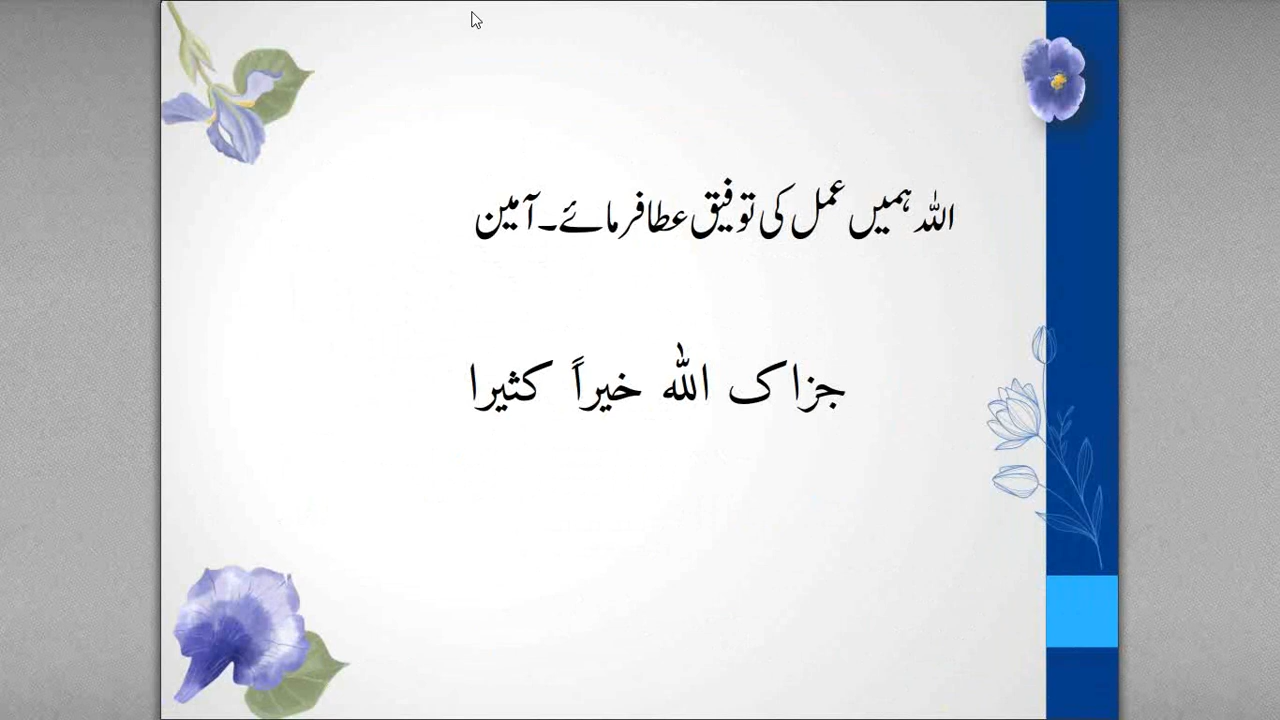 اللہ ہمیں عمل کی توفیق عطا فرمائے۔ آمین
جزاک اللہ خیراً کثیرا